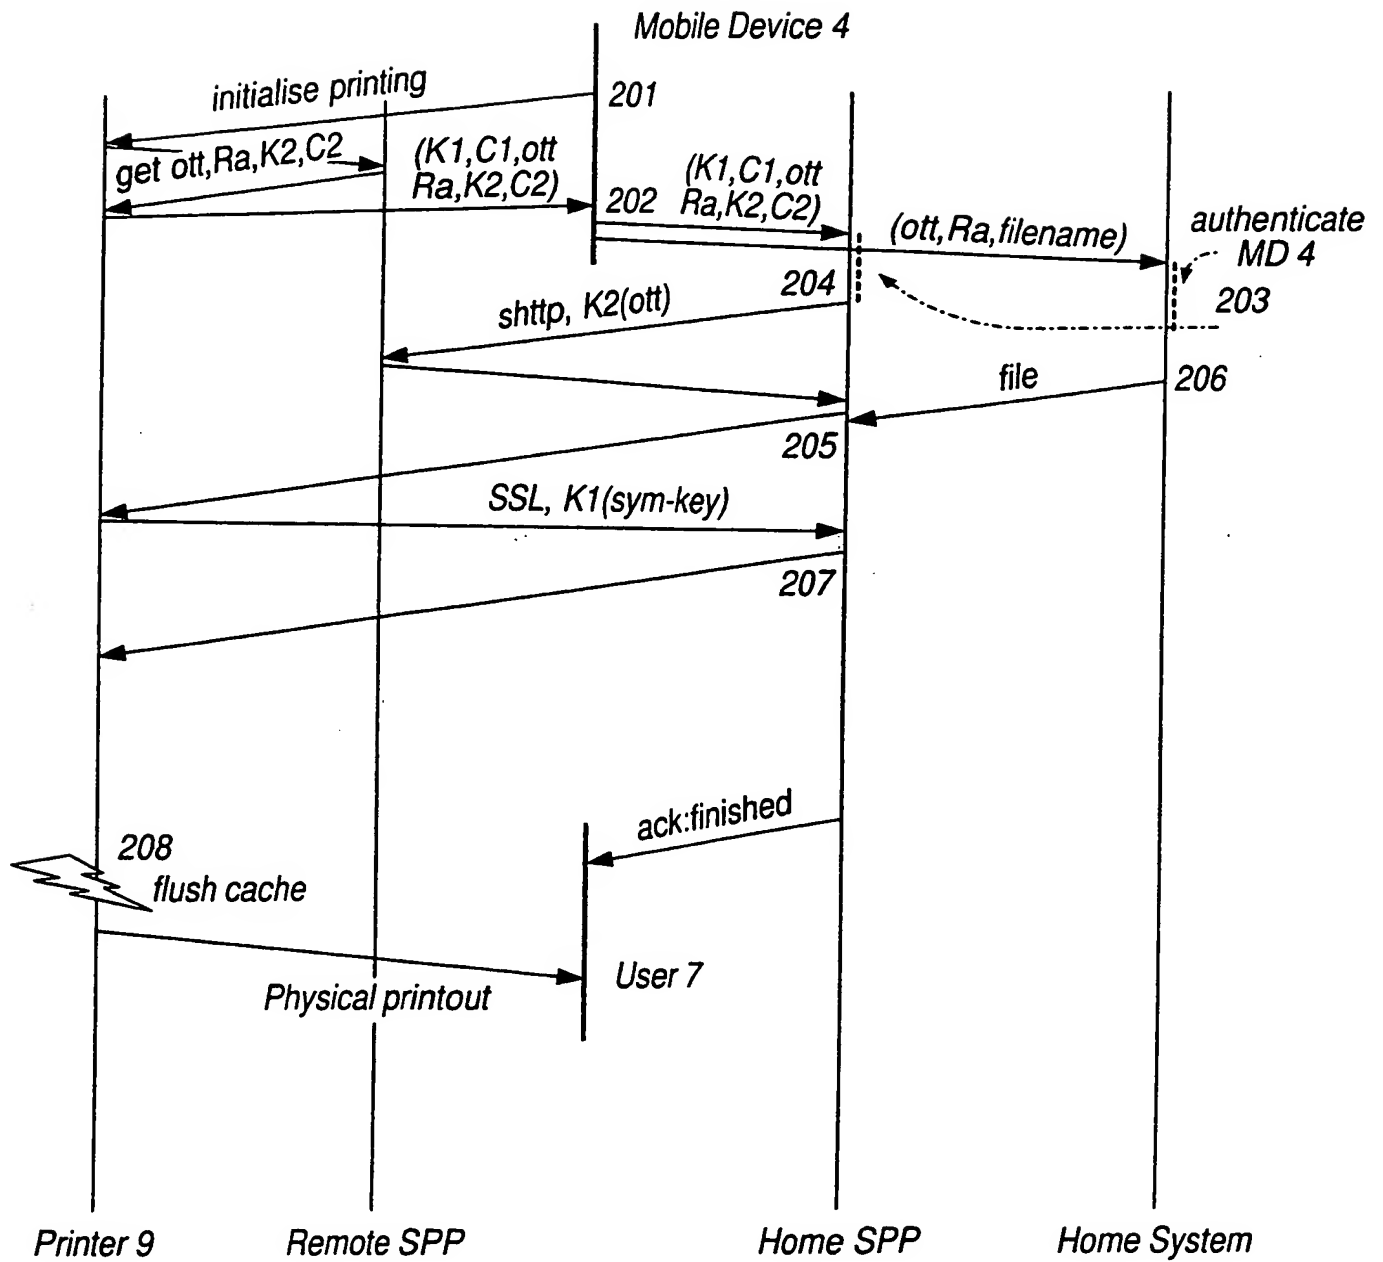 Mobile Device 4
initialise printing
201
get ott,Ra,K2,C2
(K1,C1,ott
Ra,K2,C2)
202
(K1,C1,ott
Ra,K2,C2)
(ott,Ra,filename)
authenticate
MD 4
203
204
shttp, K2(ott)
file
206
205
SSL, K1(sym-key)
207
ack:finished
208
flush cache
User 7
Physical printout
Printer 9
Remote SPP
Home SPP
Home System